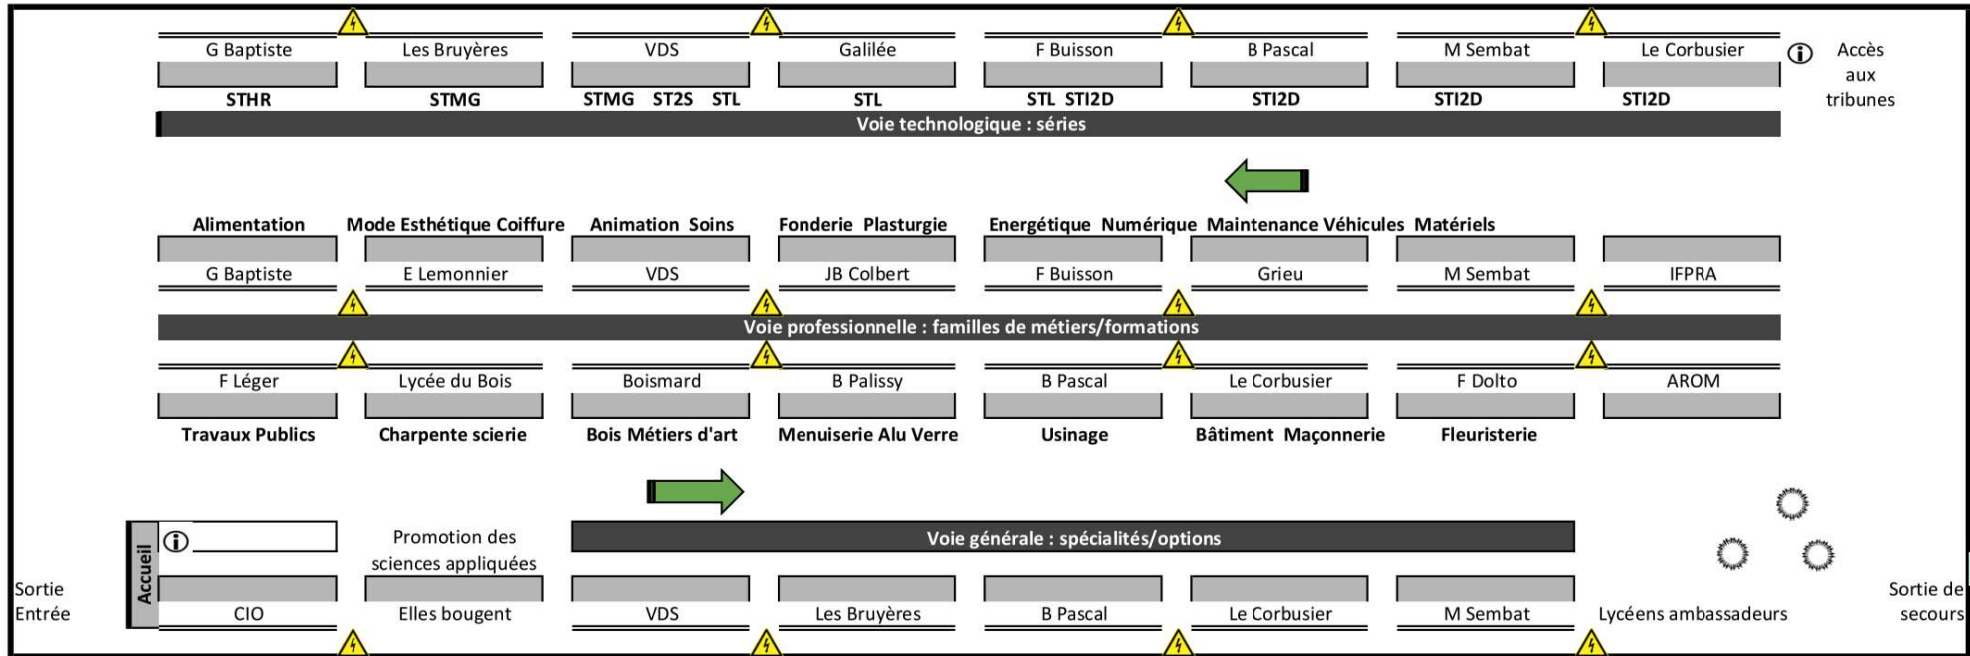 G Baptiste Les Bruyères VDS Galilée F Buisson B Pascal M Sembat Le Corbusier Accès
aux
STHR STMG STMG ST2S STL STL STL STI2D STI2D STI2D STI2D tribunes
Voie technologique : séries
Alimentation Mode Esthétique Coiffure Animation Soins Fonderie Plasturgie Energétique Numérique Maintenance Véhicules Matériels
G Baptiste E Lemonnier VDS JB Colbert F Buisson Grieu M Sembat IFPRA
Voie professionnelle : familles de métiers/formations
F Léger Lycée du Bois Boismard B Palissy B Pascal Le Corbusier F Dolto AROM
Travaux Publics Charpente scierie Bois Métiers d'art Menuiserie Alu Verre Usinage Bâtiment Maçonnerie Fleuristerie
Accueil
Promotion des
sciences appliquées
Voie générale : spécialités/options
Sortie
Entrée
CIO Elles bougent VDS Les Bruyères B Pascal Le Corbusier M Sembat Lycéens ambassadeurs
Sortie de
secours